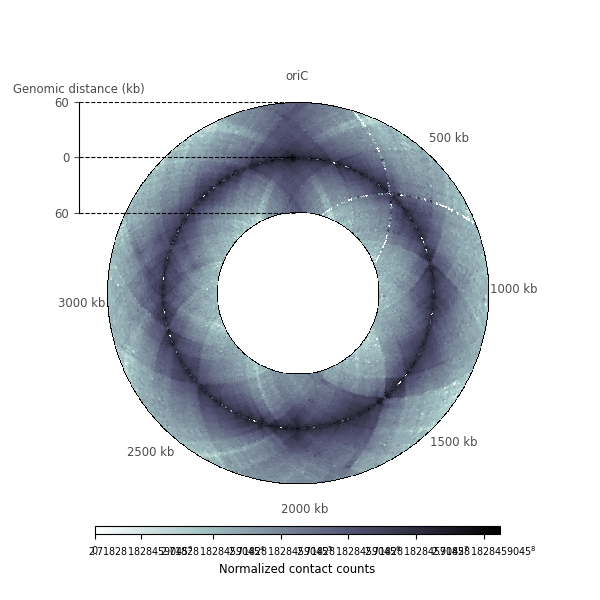 oriC
Genomic distance (kb)
60
500 kb
0
60
1000 kb
3000 kb
1500 kb
2500 kb
2000 kb
Normalized contact counts